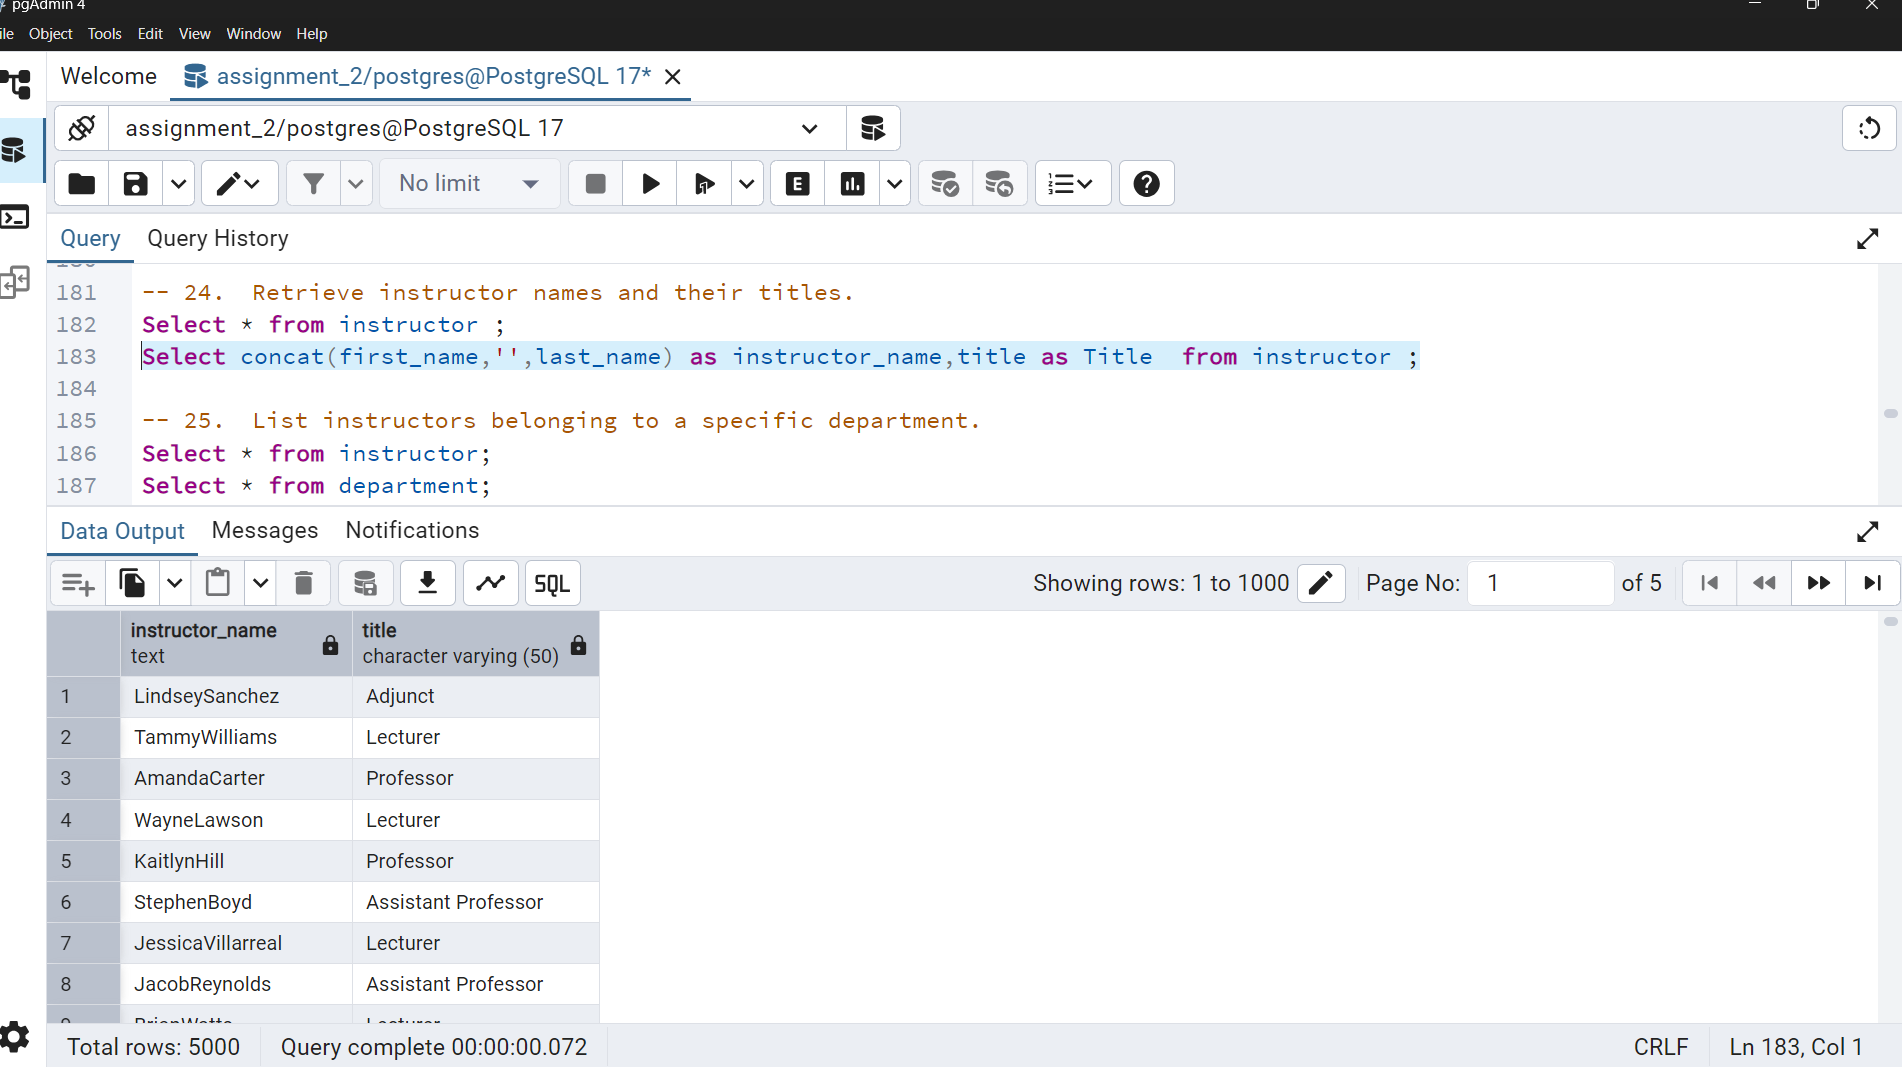 pgAdmin 4
Object Tools Edit View Window Help
Welcome assignment_2/postgres@PostgreSQL 17*
assignment_2/postgres@PostgreSQL 17
No limit
Query Query History
181 -- 24.  Retrieve instructor names and their titles.
182 Select * from instructor ;
183 Select concat(first_name,'',last_name) as instructor_name,title as Title  from instructor ;
184
185 -- 25.  List instructors belonging to a specific department.
186 Select * from instructor;
187 Select * from department;
Data Output Messages Notifications
SQL Showing rows: 1 to 1000 Page No: 1 of 5
instructor_name title
text character varying (50)
1 LindseySanchez Adjunct
2 TammyWilliams Lecturer
3 AmandaCarter Professor
4 WayneLawson Lecturer
5 KaitlynHill Professor
6 StephenBoyd Assistant Professor
7 JessicaVillarreal Lecturer
8 JacobReynolds Assistant Professor
Total rows: 5000 Query complete 00:00:00.072 CRLF Ln 183, Col 1